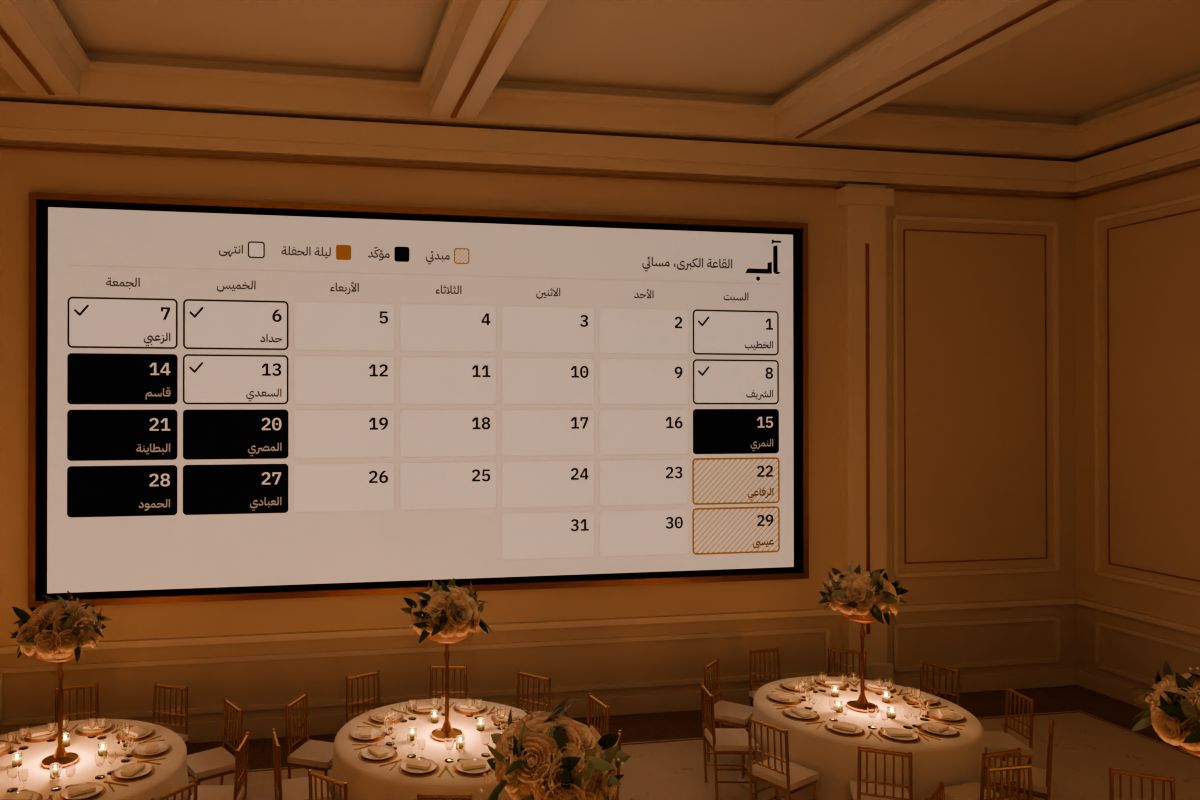 آب
القاعة الكبرى، مسائي
مبدئي مؤكّد ليلة الحفلة انتهى
السبت الأحد الاثنين الثلاثاء الأربعاء الخميس الجمعة
1 2 3 4 5 6 7
الخطيب حداد الزعبي
8 9 10 11 12 13 14
الشريف السعدي قاسم
15 16 17 18 19 20 21
النمري المصري البطاينة
22 23 24 25 26 27 28
الرفاعي العبادي الحمود
29 30 31
عيسى